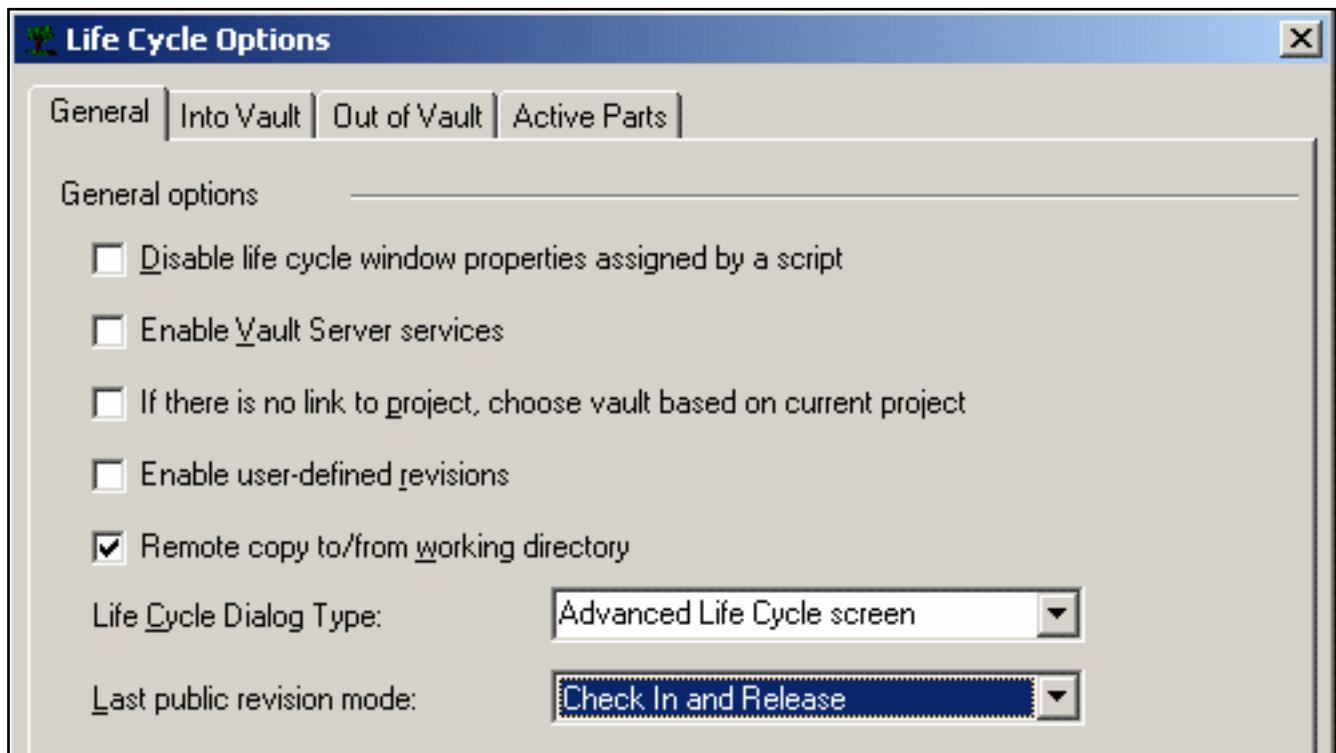 Life Cycle Options
General Into Vault Out of Vault Active Parts
General options
Disable life cycle window properties assigned by a script
Enable Vault Server services
If there is no link to project, choose vault based on current project
Enable user-defined revisions
Remote copy to/from working directory
Life Cycle Dialog Type: Advanced Life Cycle screen
Last public revision mode: Check In and Release